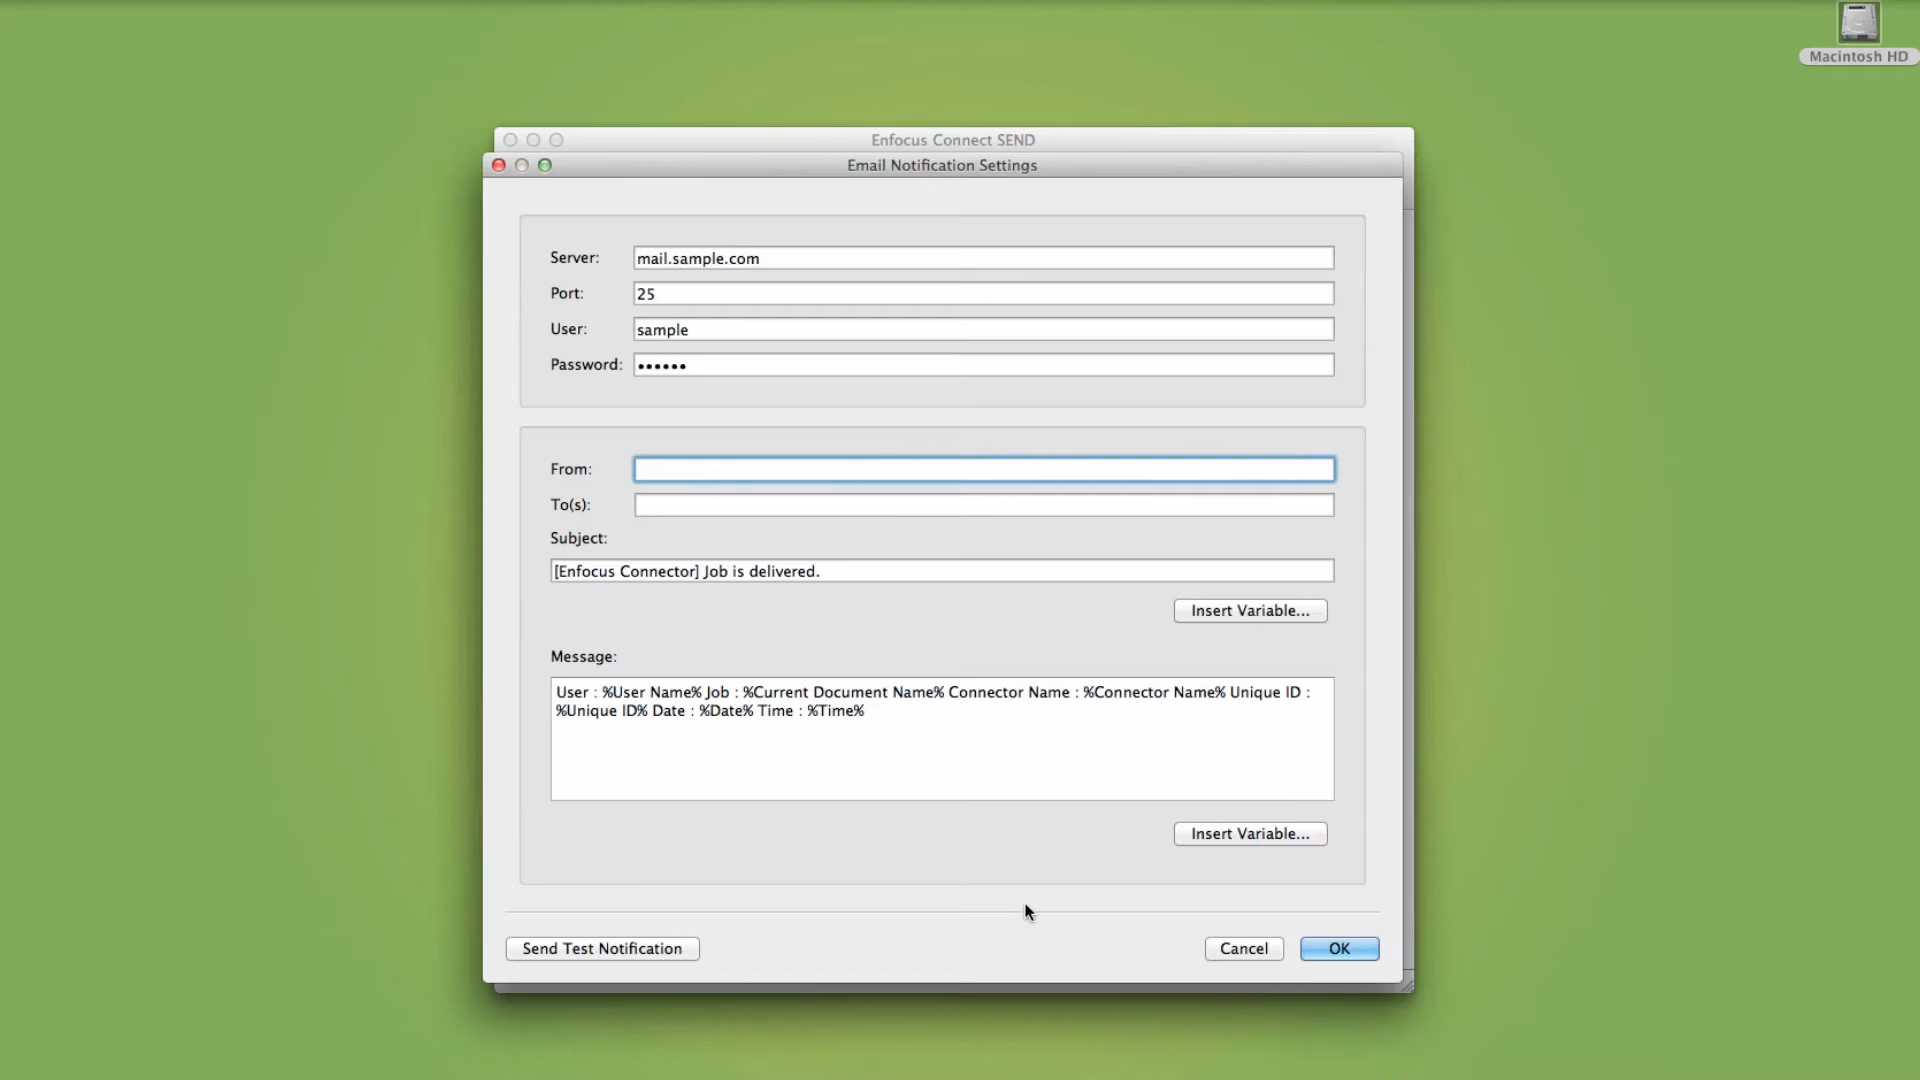 Macintosh HD
Enfocus Connect SEND
Email Notification Settings
Server: mail.sample.com
Port: 25
User: sample
Password: ••••••
From:
To(s):
Subject:
[Enfocus Connector] Job is delivered.
Insert Variable...
Message:
User : %User Name% Job : %Current Document Name% Connector Name : %Connector Name% Unique ID :
%Unique ID% Date : %Date% Time : %Time%
Insert Variable...
Send Test Notification Cancel OK